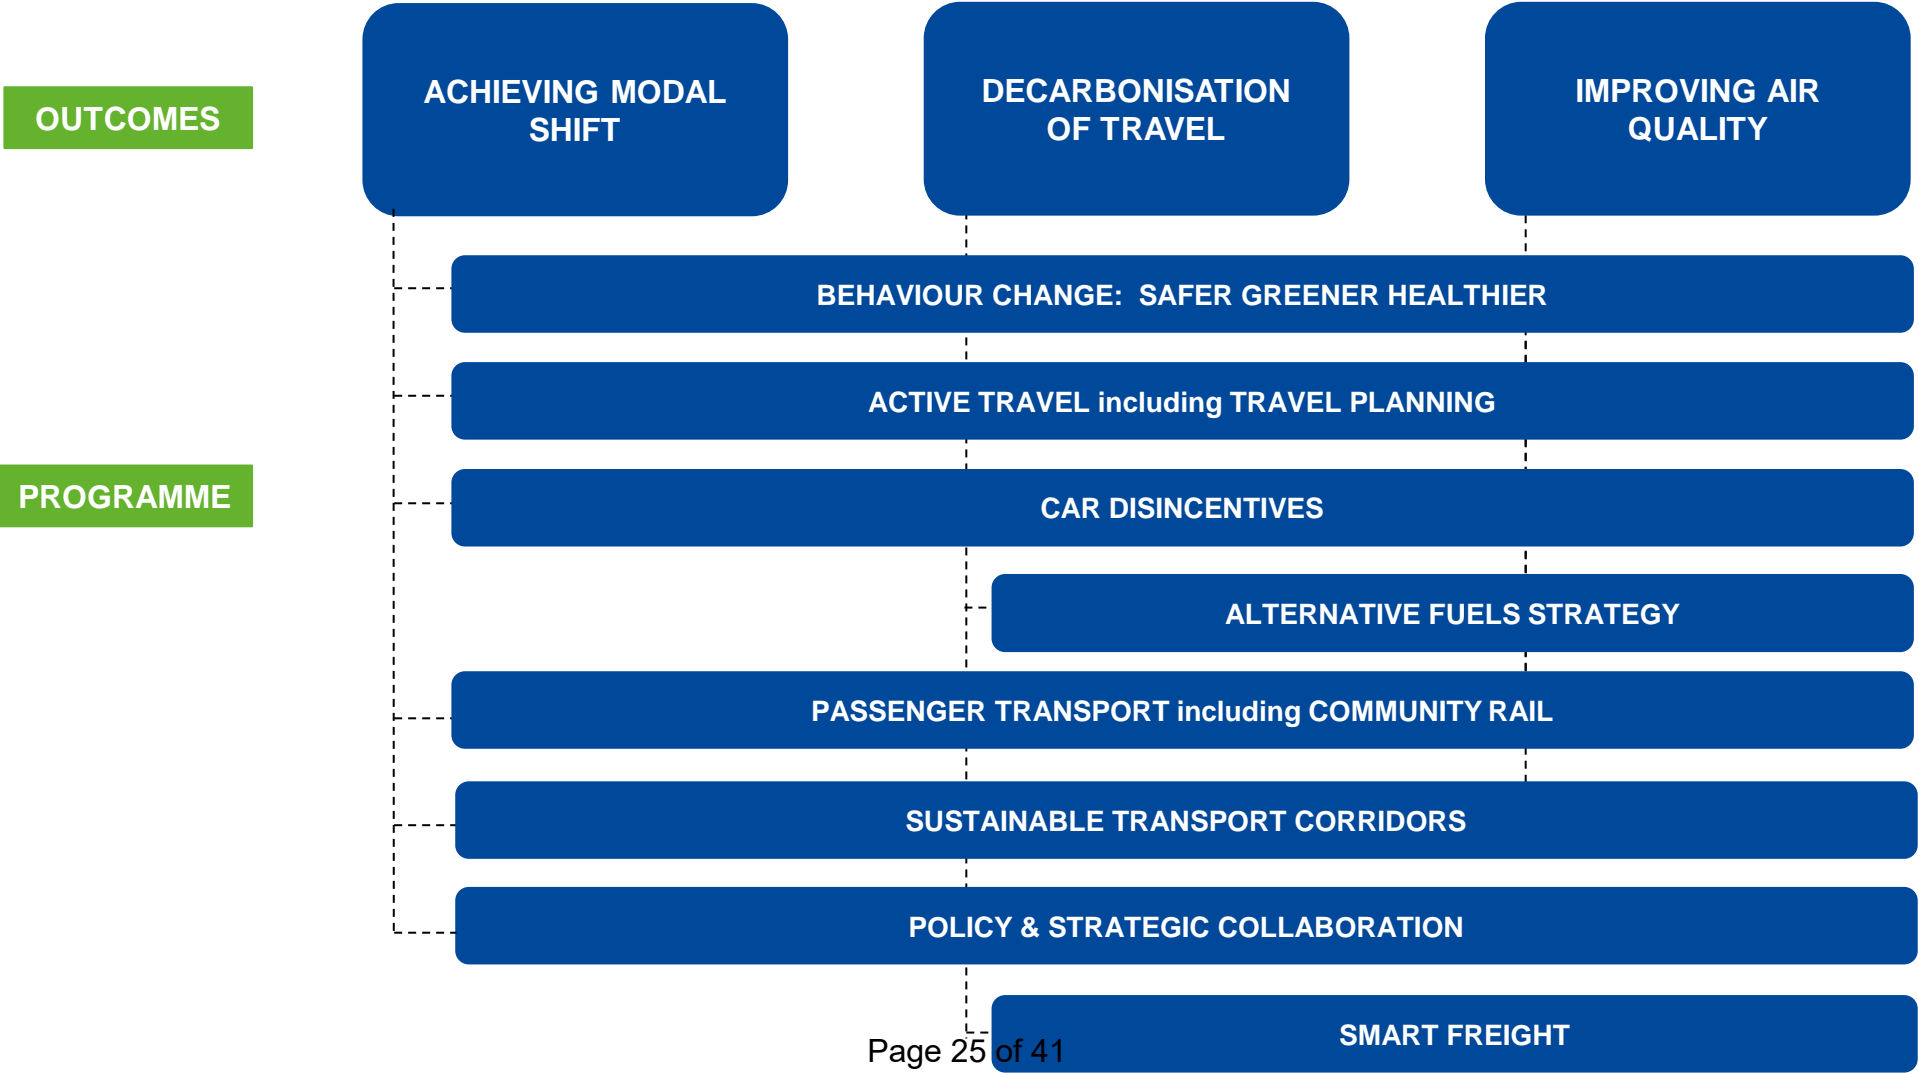 OUTCOMES
ACHIEVING MODAL
SHIFT
DECARBONISATION
OF TRAVEL
IMPROVING AIR
QUALITY
BEHAVIOUR CHANGE:  SAFER GREENER HEALTHIER
ACTIVE TRAVEL including TRAVEL PLANNING
PROGRAMME
CAR DISINCENTIVES
ALTERNATIVE FUELS STRATEGY
PASSENGER TRANSPORT including COMMUNITY RAIL
SUSTAINABLE TRANSPORT CORRIDORS
POLICY & STRATEGIC COLLABORATION
SMART FREIGHT
Page 25 of 41